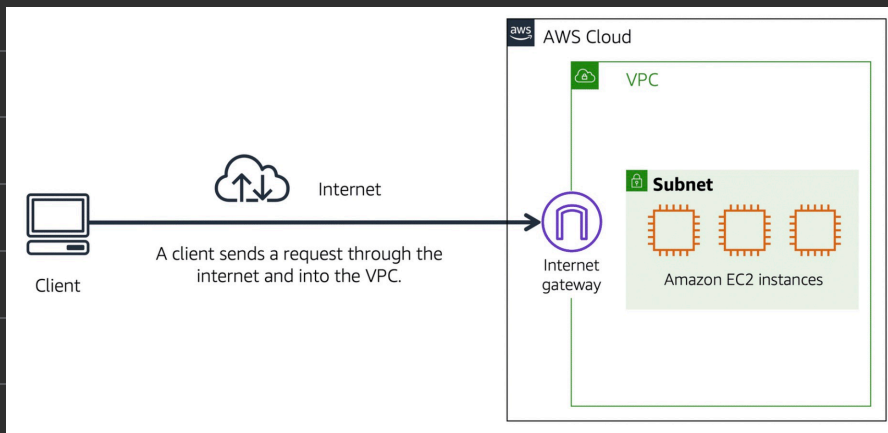 aws
AWS Cloud
VPC
Internet
Subnet
A client sends a request through the
internet and into the VPC.
Client
Internet
gateway
Amazon EC2 instances